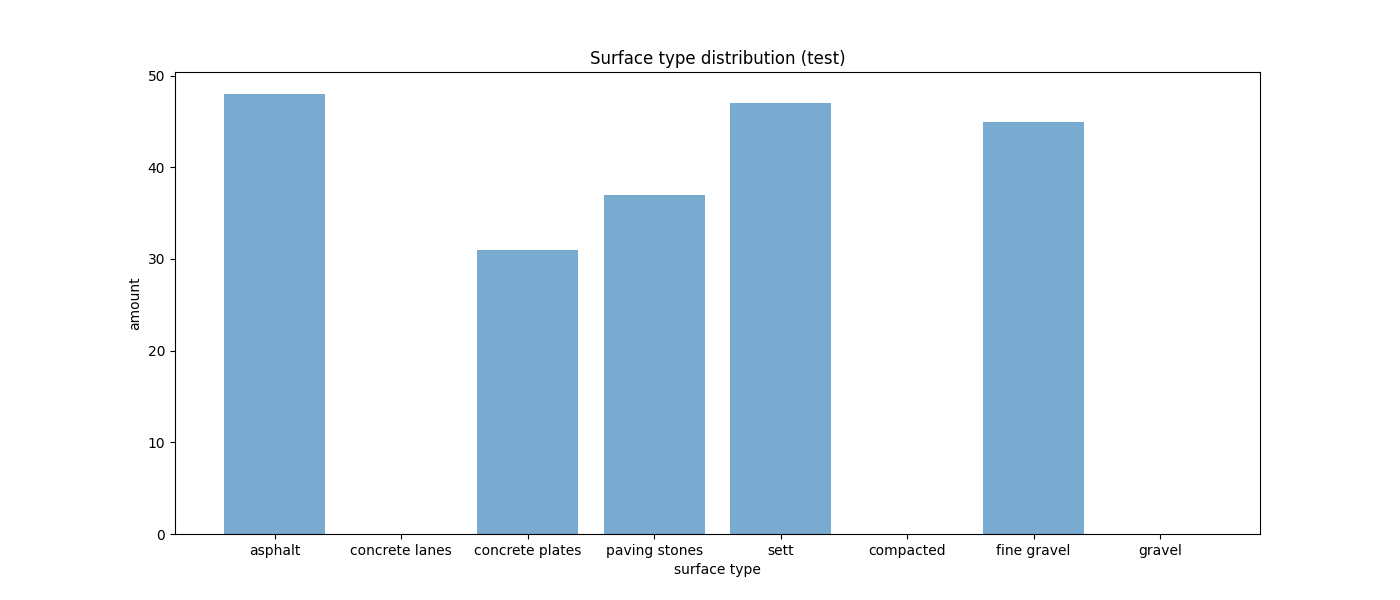 Surface type distribution (test)
50
40
30
20
10
0
amount
asphalt concrete lanes concrete plates paving stones sett compacted fine gravel gravel
surface type